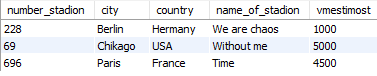 number_stadion city country name_of_stadion vmestimost
228 Berlin Hermany We are chaos 1000
69 Chikago USA Without me 5000
696 Paris France Time 4500